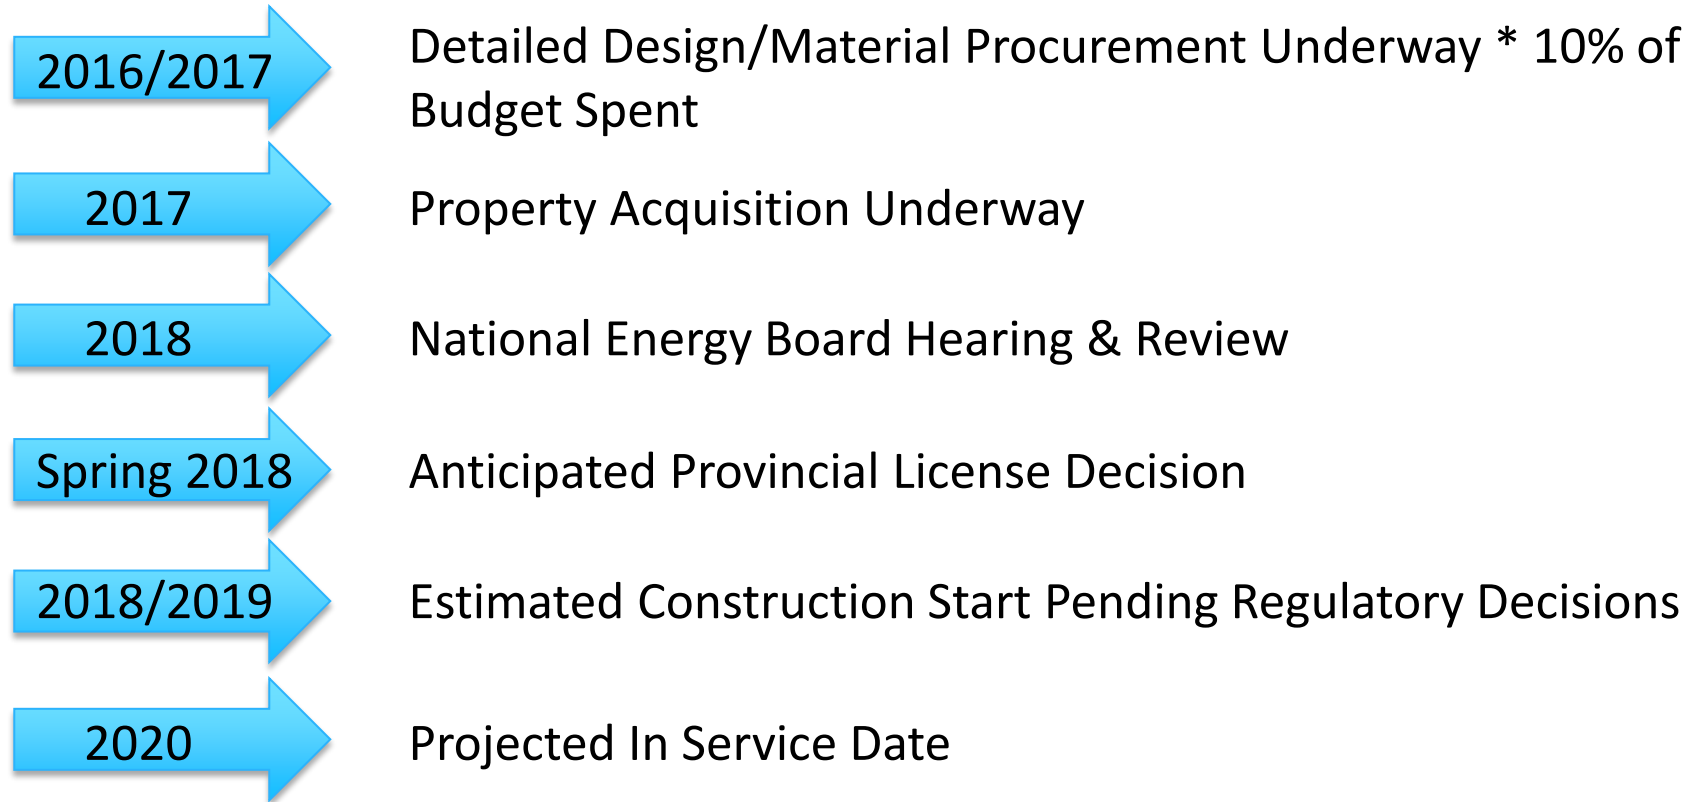 2016/2017
Detailed Design/Material Procurement Underway * 10% of
Budget Spent
2017
Property Acquisition Underway
2018
National Energy Board Hearing & Review
Spring 2018
Anticipated Provincial License Decision
2018/2019
Estimated Construction Start Pending Regulatory Decisions
2020
Projected In Service Date